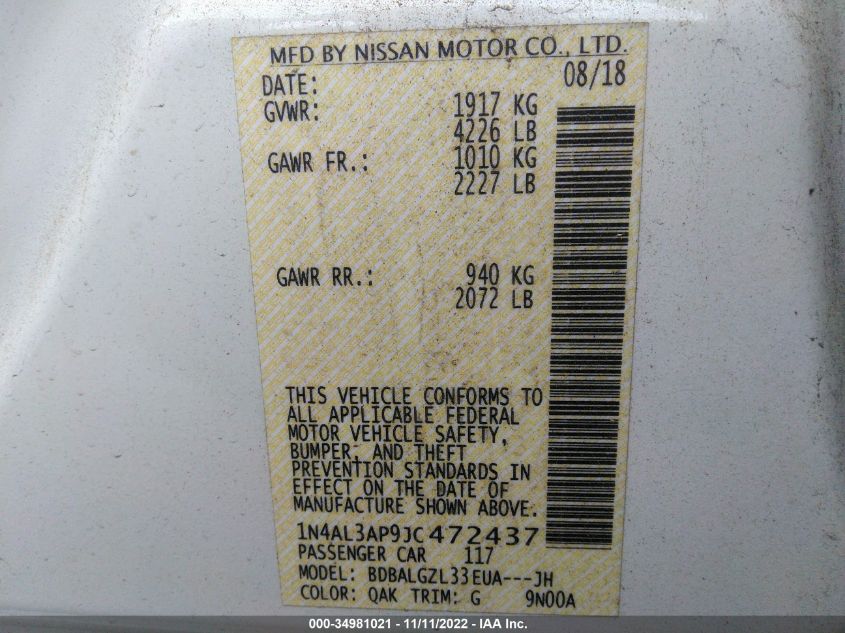 MFD BY NISSAN MOTOR CO., LTD.
DATE: 08/18
GVWR: 1917 KG
4226 LB
GAWR FR.: 1010 KG
2227 LB
GAWR RR.: 940 KG
2072 LB
THIS VEHICLE CONFORMS TO
ALL APPLICABLE FEDERAL
MOTOR VEHICLE SAFETY,
BUMPER, AND THEFT
PREVENTION STANDARDS IN
EFFECT ON THE DATE OF
MANUFACTURE SHOWN ABOVE.
1N4AL3AP9JC472437
PASSENGER CAR 117
MODEL: BDBALGZL33EUA---JH
COLOR: QAK TRIM: G 9N00A
000-34981021 - 11/11/2022 - IAA Inc.